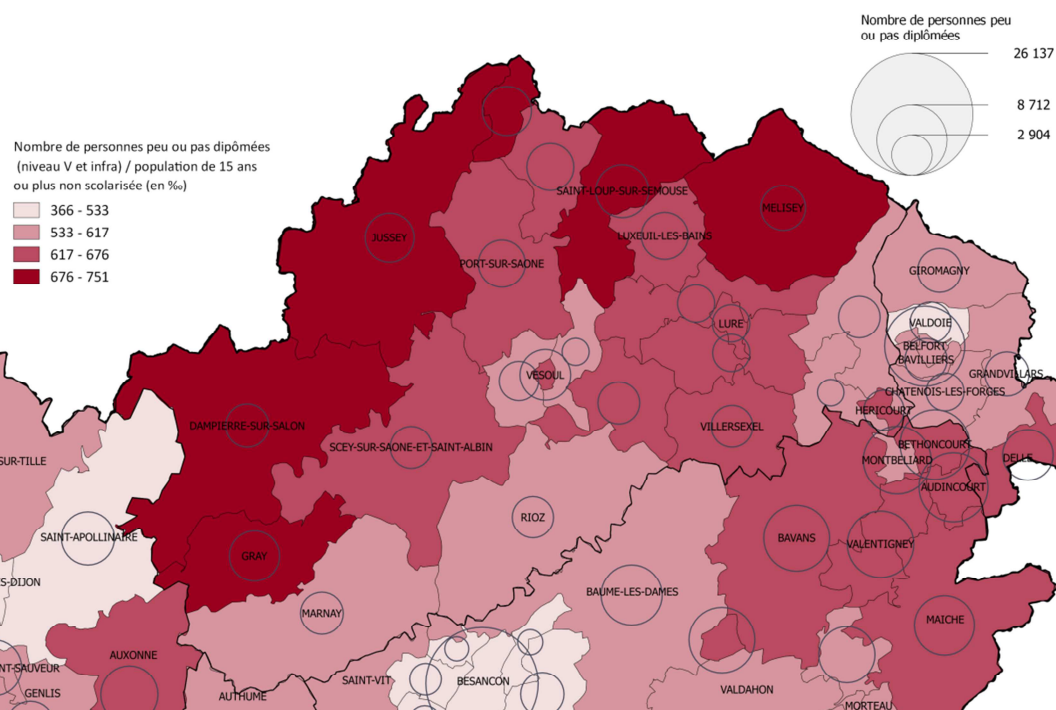 Nombre de personnes peu
ou pas diplômées
26 137
8 712
2 904
Nombre de personnes peu ou pas dipômées
(niveau V et infra) / population de 15 ans
ou plus non scolarisée (en ‰)
366 - 533
533 - 617
617 - 676
676 - 751
SAINT-LOUP-SUR-SEMOUSE
MELISEY
JUSSEY
LUXEUIL-LES-BAINS
PORT-SUR-SAONE
GIROMAGNY
LURE
VALDOIE
BELFORT
BAVILLIERS
VESOUL
GRANDVILLARS
CHATENOIS-LES-FORGES
HERICOURT
DAMPIERRE-SUR-SALON
VILLERSEXEL
SCEY-SUR-SAONE-ET-SAINT-ALBIN
BETHONCOURT
SUR-TILLE
MONTBELIARD
DELLE
AUDINCOURT
RIOZ
SAINT-APOLLINAIRE
BAVANS
VALENTIGNEY
GRAY
S-DIJON
BAUME-LES-DAMES
MARNAY
MAICHE
AUXONNE
NT-SAUVEUR
SAINT-VIT
BESANCON
GENLIS
AUTHUME
VALDAHON
MORTEAU